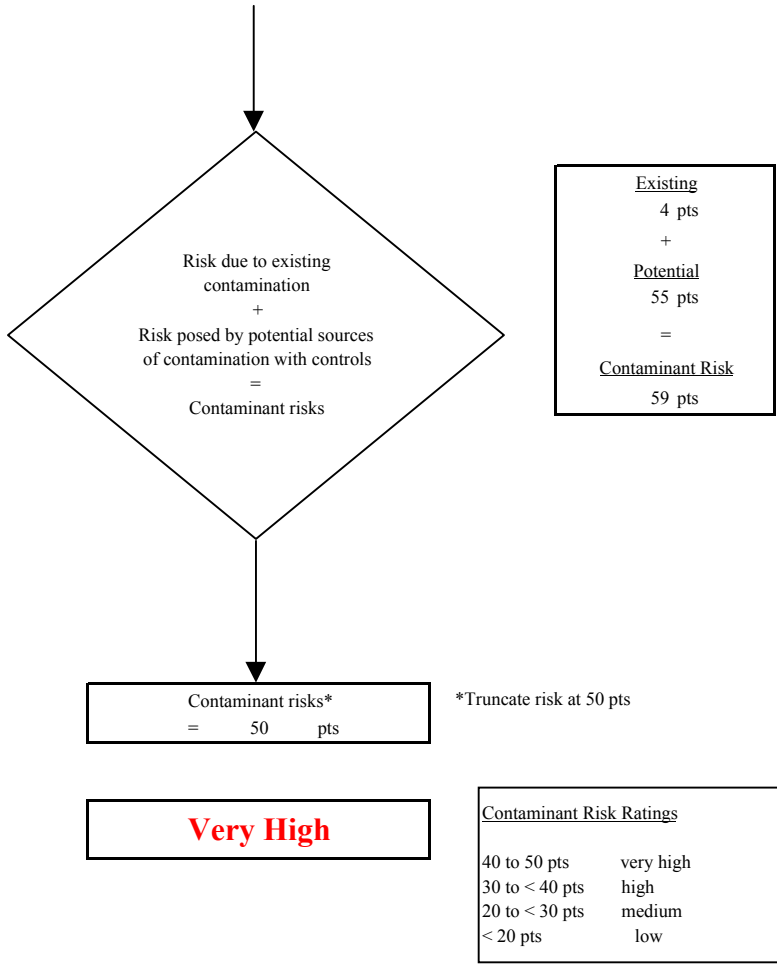 Risk due to existing
contamination
+
Risk posed by potential sources
of contamination with controls
=
Contaminant risks
Existing
4 pts
+
Potential
55 pts
=
Contaminant Risk
59 pts
Contaminant risks*
= 50 pts
*Truncate risk at 50 pts
Very High
Contaminant Risk Ratings
40 to 50 pts very high
30 to < 40 pts high
20 to < 30 pts medium
< 20 pts low